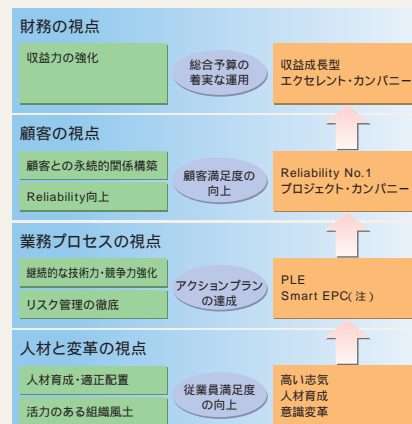 財務の視点
収益力の強化
総合予算の
着実な運用
収益成長型
エクセレント・カンパニー
顧客の視点
顧客との永続的関係構築
Reliability向上
顧客満足度の
向上
Reliability No.1
プロジェクト・カンパニー
業務プロセスの視点
継続的な技術力・競争力強化
リスク管理の徹底
アクションプラン
の達成
PLE
Smart EPC(注)
人材と変革の視点
人材育成・適正配置
活力のある組織風土
従業員満足度
の向上
高い志気
人材育成
意識変革